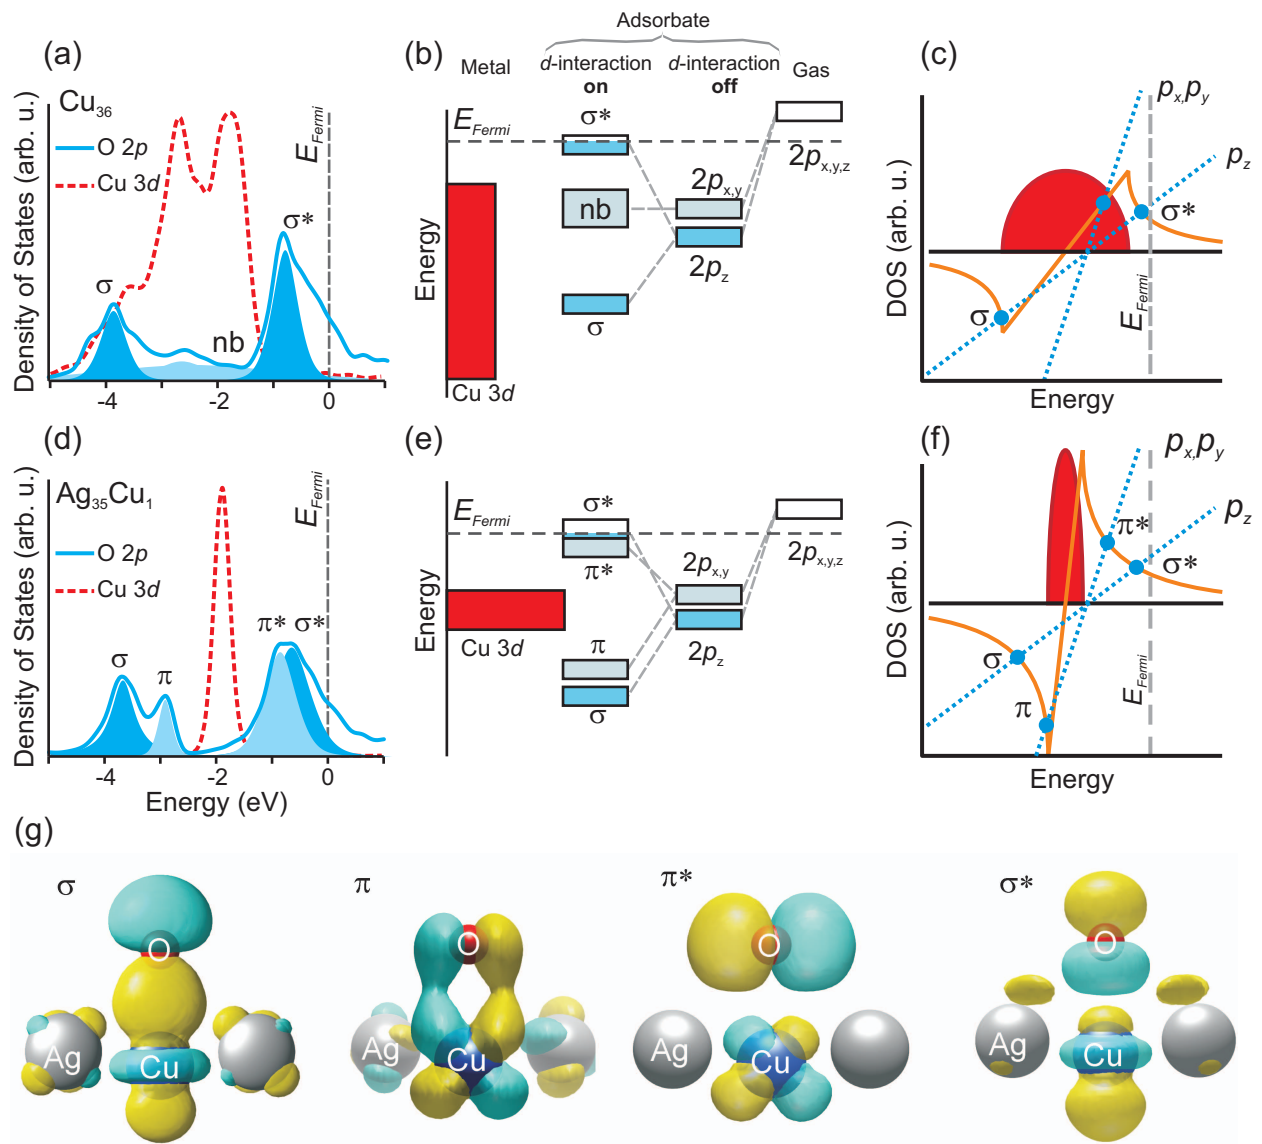 (a)
Cu36
O 2p
Cu 3d
Density of States (arb. u.)
σ
nb
σ*
EFermi
-4
-2
0
(b)
Adsorbate
Metal
d-interaction
on
d-interaction
off
Gas
EFermi
σ*
2px,y
2px,y,z
nb
2pz
σ
Energy
Cu 3d
(c)
px,py
pz
σ*
σ
EFermi
DOS (arb. u.)
Energy
(d)
Ag35Cu1
O 2p
Cu 3d
Density of States (arb. u.)
σ
π
π* σ*
EFermi
-4
-2
0
Energy (eV)
(e)
EFermi
σ*
π*
2px,y
2px,y,z
Cu 3d
π
2pz
σ
Energy
(f)
px,py
pz
π*
σ*
σ
π
EFermi
DOS (arb. u.)
Energy
(g)
σ
O
Ag
Cu
π
O
Ag
Cu
π*
O
Ag
Cu
σ*
O
Ag
Cu